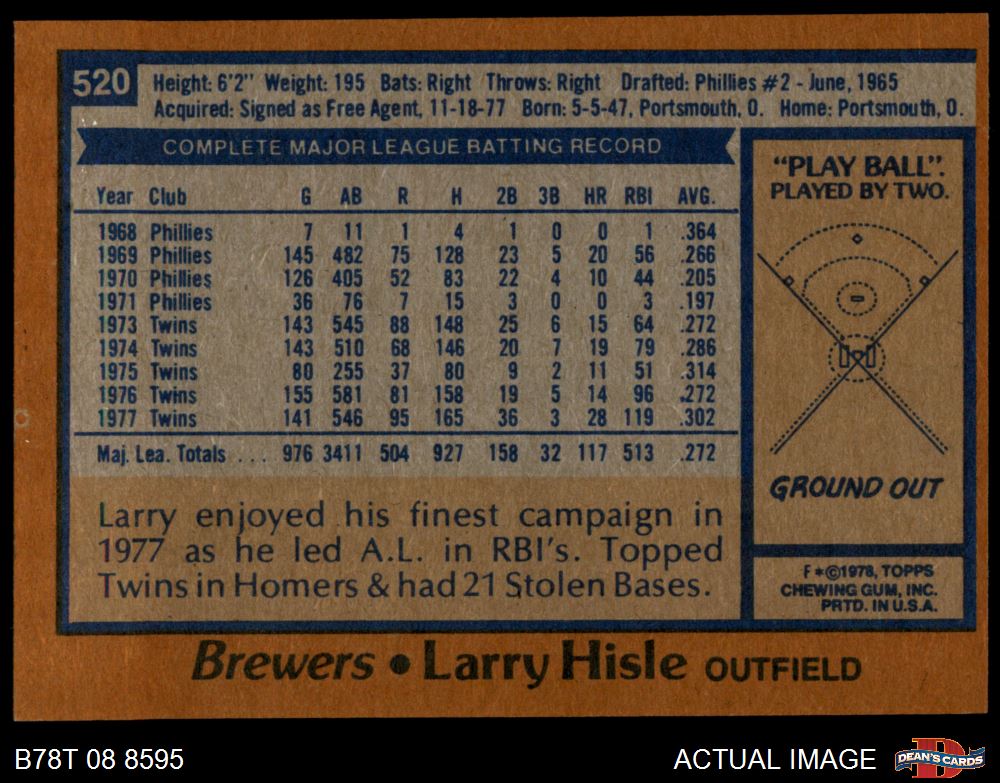 520
Height: 6'2" Weight: 195 Bats: Right Throws: Right Drafted: Phillies #2 - June, 1965
Acquired: Signed as Free Agent, 11-18-77 Born: 5-5-47, Portsmouth, O. Home: Portsmouth, O.
COMPLETE MAJOR LEAGUE BATTING RECORD
Year Club G AB R H 2B 3B HR RBI AVG.
1968 Phillies 7 11 1 4 1 0 0 1 .364
1969 Phillies 145 482 75 128 23 5 20 56 .266
1970 Phillies 126 405 52 83 22 4 10 44 .205
1971 Phillies 36 76 7 15 3 0 0 3 .197
1973 Twins 143 545 88 148 25 6 15 64 .272
1974 Twins 143 510 68 146 20 7 19 79 .286
1975 Twins 80 255 37 80 9 2 11 51 .314
1976 Twins 155 581 81 158 19 5 14 96 .272
1977 Twins 141 546 95 165 36 3 28 119 .302
Maj. Lea. Totals ... 976 3411 504 927 158 32 117 513 .272
Larry enjoyed his finest campaign in
1977 as he led A.L. in RBI's. Topped
Twins in Homers & had 21 Stolen Bases.
"PLAY BALL".
PLAYED BY TWO.
GROUND OUT
F*©1978, TOPPS
CHEWING GUM, INC.
PRTD. IN U.S.A.
Brewers • Larry Hisle OUTFIELD
B78T 08 8595
ACTUAL IMAGE
D
DEAN'S CARDS